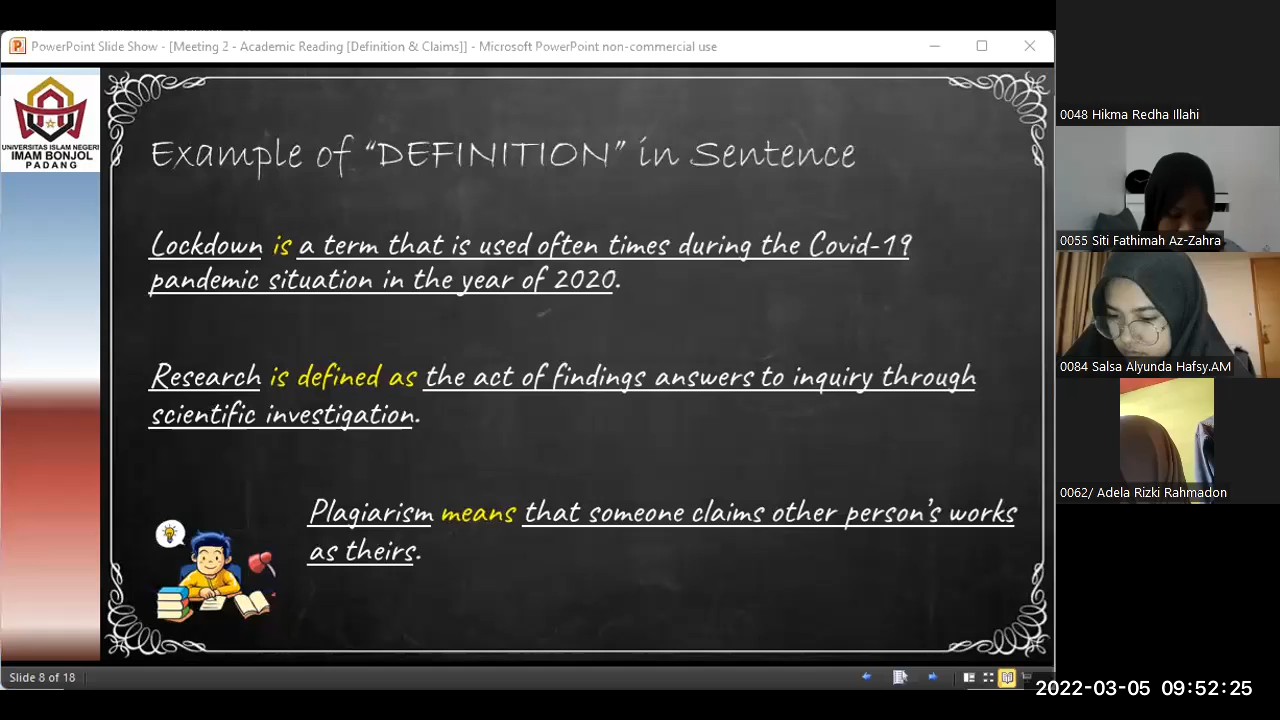 PowerPoint Slide Show - [Meeting 2 - Academic Reading [Definition & Claims]] - Microsoft PowerPoint non-commercial use
UNIVERSITAS ISLAM NEGERI
IMAM BONJOL
PADANG
Example of “DEFINITION” in Sentence
Lockdown is a term that is used often times during the Covid-19
pandemic situation in the year of 2020.
Research is defined as the act of findings answers to inquiry through
scientific investigation.
Plagiarism means that someone claims other person’s works
as theirs.
Slide 8 of 18
0048 Hikma Redha Illahi
0055 Siti Fathimah Az-Zahra
0084 Salsa Alyunda Hafsy.AM
0062/ Adela Rizki Rahmadon
2022-03-05 09:52:25